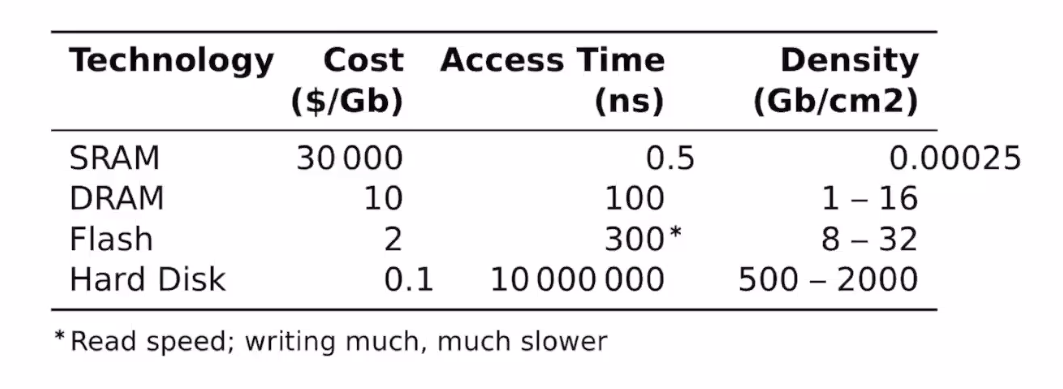 Technology Cost Access Time Density
($/Gb) (ns) (Gb/cm2)
SRAM 30 000 0.5 0.00025
DRAM 10 100 1 – 16
Flash 2 300* 8 – 32
Hard Disk 0.1 10 000 000 500 – 2000
*Read speed; writing much, much slower